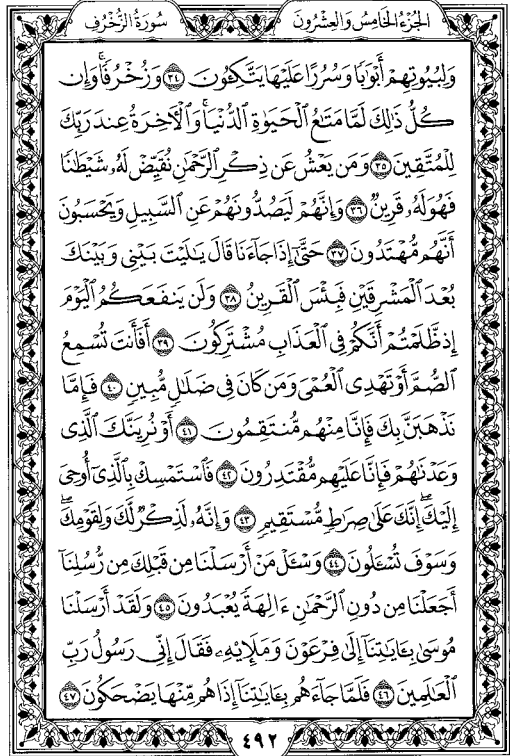 سُورَةُ الزُّخْرُفِ
الجُزْءُ الخَامِسُ وَالعِشْرُونَ
وَلِبُيُوتِهِمْ أَبْوَٰبًا وَسُرُرًا عَلَيْهَا يَتَّكِـُٔونَ ٣٤ وَزُخْرُفًا ۚ وَإِن
كُلُّ ذَٰلِكَ لَمَّا مَتَٰعُ ٱلْحَيَوٰةِ ٱلدُّنْيَا ۚ وَٱلْءَاخِرَةُ عِندَ رَبِّكَ
لِلْمُتَّقِينَ ٣٥ وَمَن يَعْشُ عَن ذِكْرِ ٱلرَّحْمَٰنِ نُقَيِّضْ لَهُۥ شَيْطَٰنًا
فَهُوَ لَهُۥ قَرِينٌ ٣٦ وَإِنَّهُمْ لَيَصُدُّونَهُمْ عَنِ ٱلسَّبِيلِ وَيَحْسَبُونَ
أَنَّهُم مُّهْتَدُونَ ٣٧ حَتَّىٰٓ إِذَا جَآءَنَا قَالَ يَٰلَيْتَ بَيْنِى وَبَيْنَكَ
بُعْدَ ٱلْمَشْرِقَيْنِ فَبِئْسَ ٱلْقَرِينُ ٣٨ وَلَن يَنفَعَكُمُ ٱلْيَوْمَ
إِذ ظَّلَمْتُمْ أَنَّكُمْ فِى ٱلْعَذَابِ مُشْتَرِكُونَ ٣٩ أَفَأَنتَ تُسْمِعُ
ٱلصُّمَّ أَوْ تَهْدِى ٱلْعُمْىَ وَمَن كَانَ فِى ضَلَٰلٍ مُّبِينٍ ٤٠ فَإِمَّا
نَذْهَبَنَّ بِكَ فَإِنَّا مِنْهُم مُّنتَقِمُونَ ٤١ أَوْ نُرِيَنَّكَ ٱلَّذِى
وَعَدْنَٰهُمْ فَإِنَّا عَلَيْهِم مُّقْتَدِرُونَ ٤٢ فَٱسْتَمْسِكْ بِٱلَّذِىٓ أُوحِىَ
إِلَيْكَ ۖ إِنَّكَ عَلَىٰ صِرَٰطٍ مُّسْتَقِيمٍ ٤٣ وَإِنَّهُۥ لَذِكْرٌ لَّكَ وَلِقَوْمِكَ ۖ
وَسَوْفَ تُسْـَٔلُونَ ٤٤ وَسْـَٔلْ مَنْ أَرْسَلْنَا مِن قَبْلِكَ مِن رُّسُلِنَآ
أَجَعَلْنَا مِن دُونِ ٱلرَّحْمَٰنِ ءَالِهَةً يُعْبَدُونَ ٤٥ وَلَقَدْ أَرْسَلْنَا
مُوسَىٰ بِـَٔايَٰتِنَآ إِلَىٰ فِرْعَوْنَ وَمَلَإِي۟هِۦ فَقَالَ إِنِّى رَسُولُ رَبِّ
ٱلْعَٰلَمِينَ ٤٦ فَلَمَّا جَآءَهُم بِـَٔايَٰتِنَآ إِذَا هُم مِّنْهَا يَضْحَكُونَ ٤٧
٤٩٢